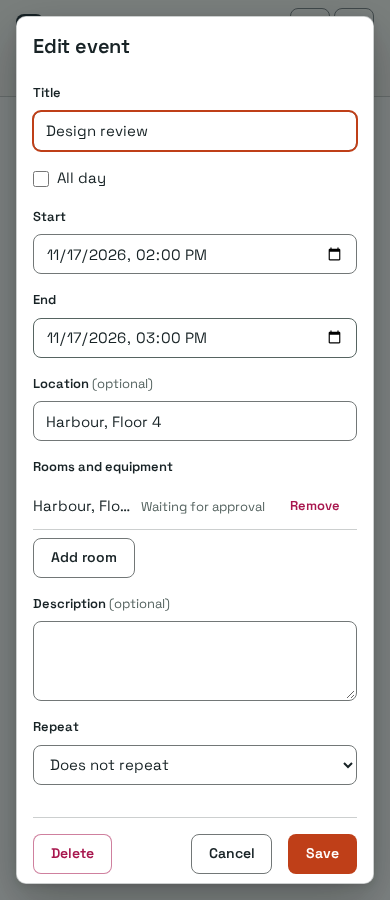 Edit event
Title
Design review
All day
Start
11/17/2026, 02:00 PM
End
11/17/2026, 03:00 PM
Location (optional)
Harbour, Floor 4
Rooms and equipment
Harbour, Flo... Waiting for approval Remove
Add room
Description (optional)
Repeat
Does not repeat
Delete Cancel Save